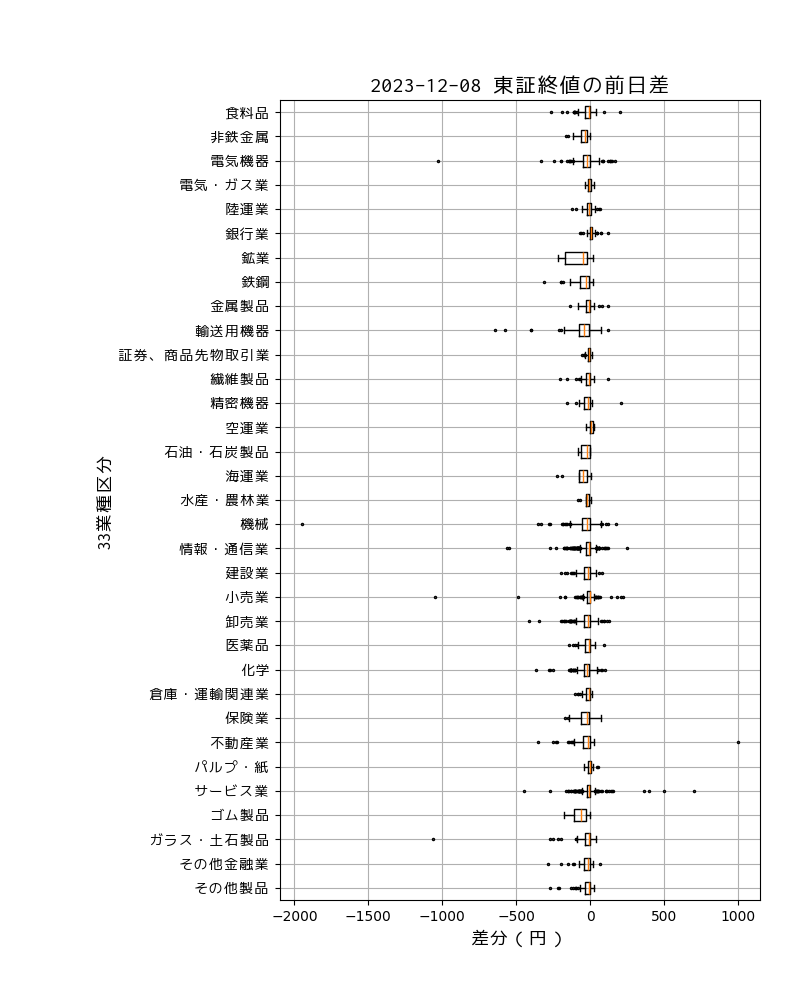 2023-12-08 東証終値の前日差
食料品
非鉄金属
電気機器
電気・ガス業
陸運業
銀行業
鉱業
鉄鋼
金属製品
輸送用機器
証券、商品先物取引業
繊維製品
精密機器
空運業
石油・石炭製品
海運業
水産・農林業
機械
情報・通信業
建設業
小売業
卸売業
医薬品
化学
倉庫・運輸関連業
保険業
不動産業
パルプ・紙
サービス業
ゴム製品
ガラス・土石製品
その他金融業
その他製品
33業種区分
−2000 −1500 −1000 −500 0 500 1000
差分（円）